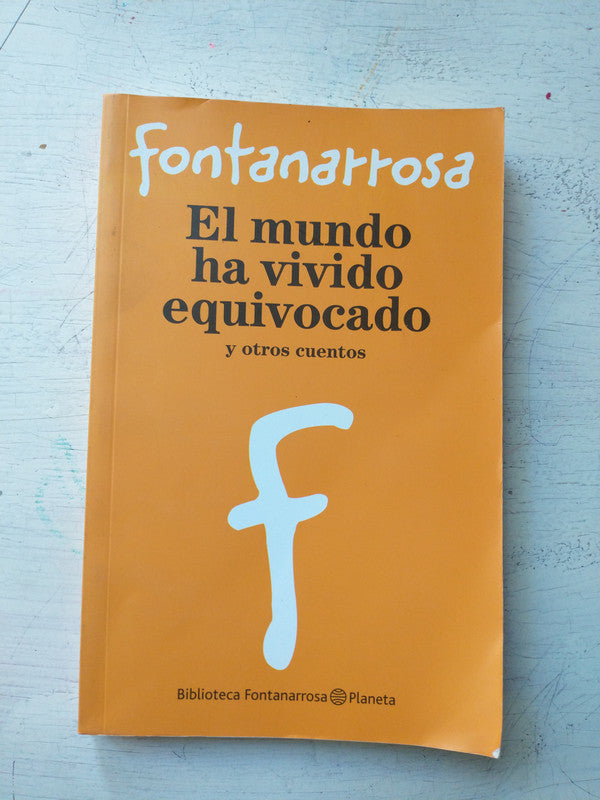 fontanarrosa
El mundo
ha vivido
equivocado
y otros cuentos
f
Biblioteca Fontanarrosa Planeta